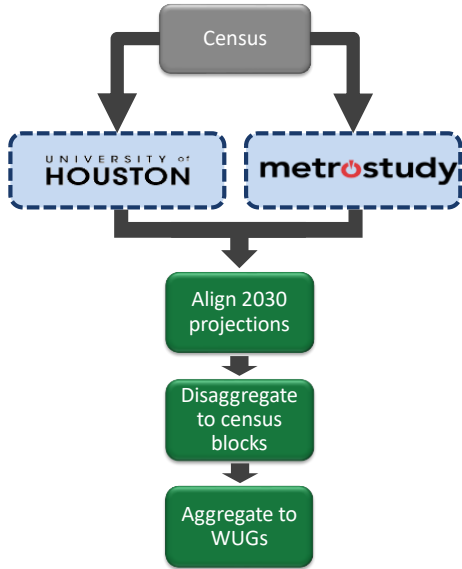 Census
UNIVERSITY of
HOUSTON
metrostudy
Align 2030
projections
Disaggregate
to census
blocks
Aggregate to
WUGs